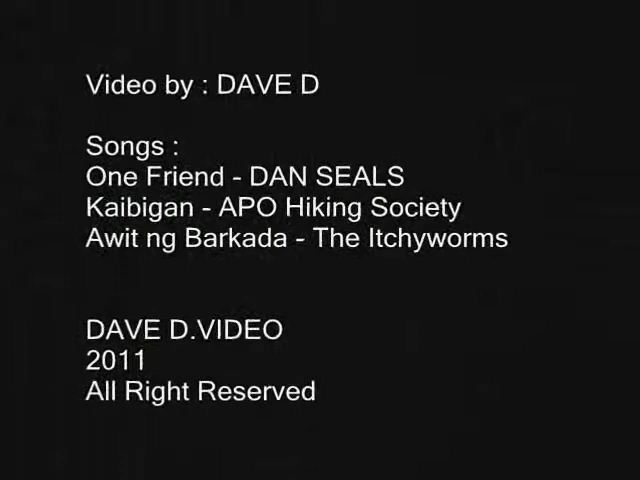 Video by : DAVE D
Songs :
One Friend - DAN SEALS
Kaibigan - APO Hiking Society
Awit ng Barkada - The Itchyworms
DAVE D.VIDEO
2011
All Right Reserved